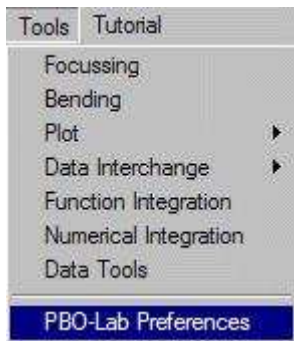 Tools Tutorial
Focussing
Bending
Plot
Data Interchange
Function Integration
Numerical Integration
Data Tools
PBO-Lab Preferences